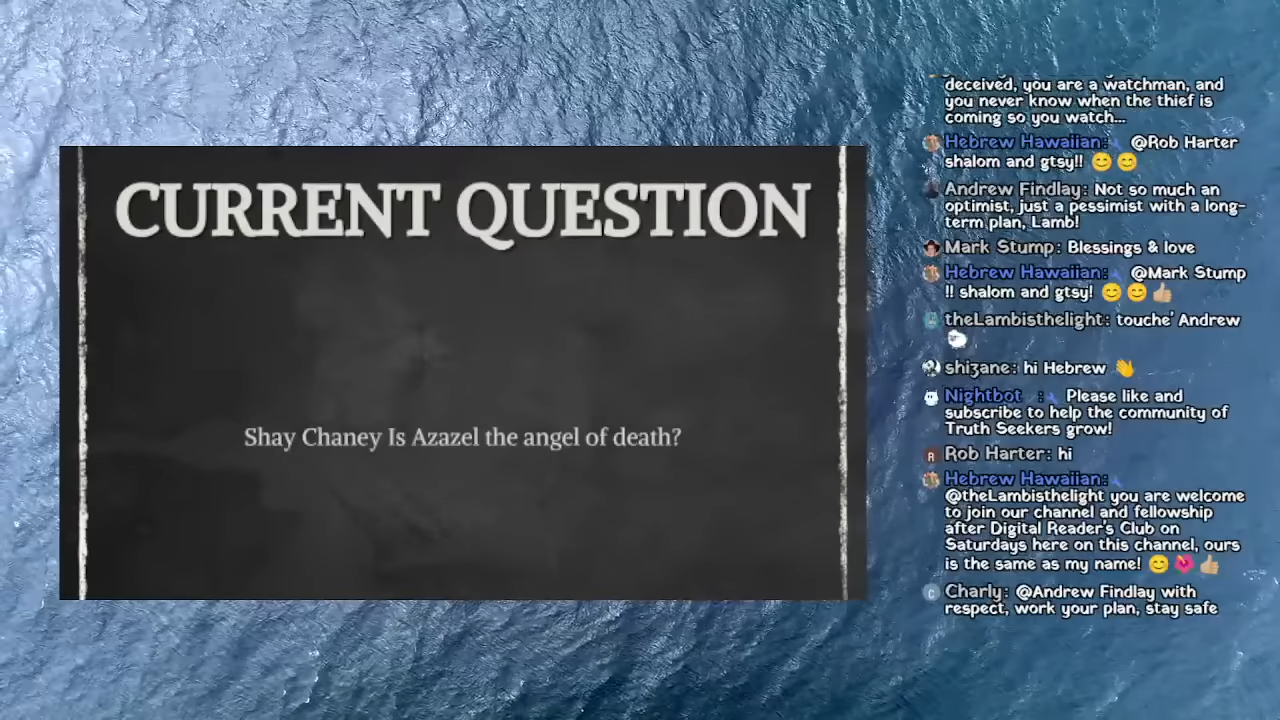 CURRENT QUESTION
Shay Chaney Is Azazel the angel of death?
deceived, you are a watchman, and
you never know when the thief is
coming so you watch...
Hebrew Hawaiian: @Rob Harter
shalom and gtsy!! 😊 😊
Andrew Findlay: Not so much an
optimist, just a pessimist with a long-
term plan, Lamb!
Mark Stump: Blessings & love
Hebrew Hawaiian: @Mark Stump
!! shalom and gtsy! 😊 😊 👍🏼
theLambisthelight: touche' Andrew
🐑
shiʒane: hi Hebrew 👋
Nightbot : Please like and
subscribe to help the community of
Truth Seekers grow!
R
Rob Harter: hi
Hebrew Hawaiian:
@theLambisthelight you are welcome
to join our channel and fellowship
after Digital Reader's Club on
Saturdays here on this channel, ours
is the same as my name! 😊 🌺 👍🏼
C
Charly: @Andrew Findlay with
respect, work your plan, stay safe